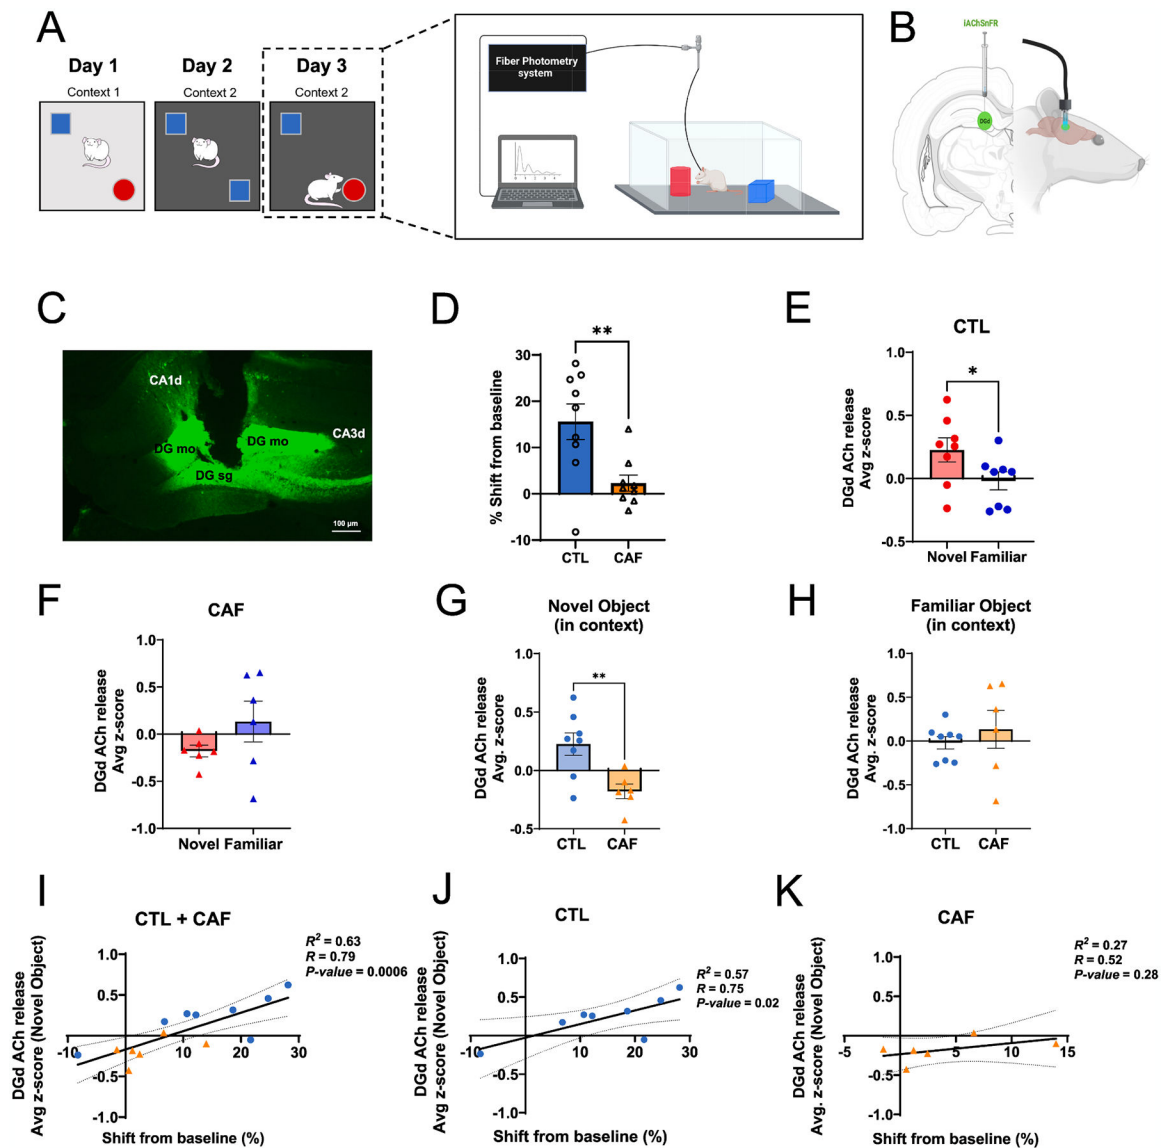 A
Day 1
Day 2
Day 3
Context 1
Context 2
Context 2
Fiber Photometry
system
B
iAChSnFR
DGd
C
CA1d
DG mo
DG mo
CA3d
DG sg
100 µm
D
**
% Shift from baseline
30
20
10
0
-10
CTL
CAF
E
CTL
*
DGd ACh release
Avg z-score
1.0
0.5
0.0
-0.5
Novel Familiar
F
CAF
DGd ACh release
Avg z-score
1.0
0.5
0.0
-0.5
-1.0
Novel Familiar
G
Novel Object
(in context)
**
DGd ACh release
Avg. z-score
1.0
0.5
0.0
-0.5
CTL
CAF
H
Familiar Object
(in context)
DGd ACh release
Avg. z-score
1.0
0.5
0.0
-0.5
-1.0
CTL
CAF
I
CTL + CAF
R² = 0.63
R = 0.79
P-value = 0.0006
DGd ACh release
Avg z-score (Novel Object)
1.0
0.5
-0.5
-1.0
-10
10
20
30
Shift from baseline (%)
J
CTL
R² = 0.57
R = 0.75
P-value = 0.02
DGd ACh release
Avg z-score (Novel Object)
1.0
0.5
-0.5
-1.0
-10
10
20
30
Shift from baseline (%)
K
CAF
R² = 0.27
R = 0.52
P-value = 0.28
DGd ACh release
Avg. z-score (Novel Object)
1.0
0.5
-0.5
-1.0
-5
5
10
15
Shift from baseline (%)